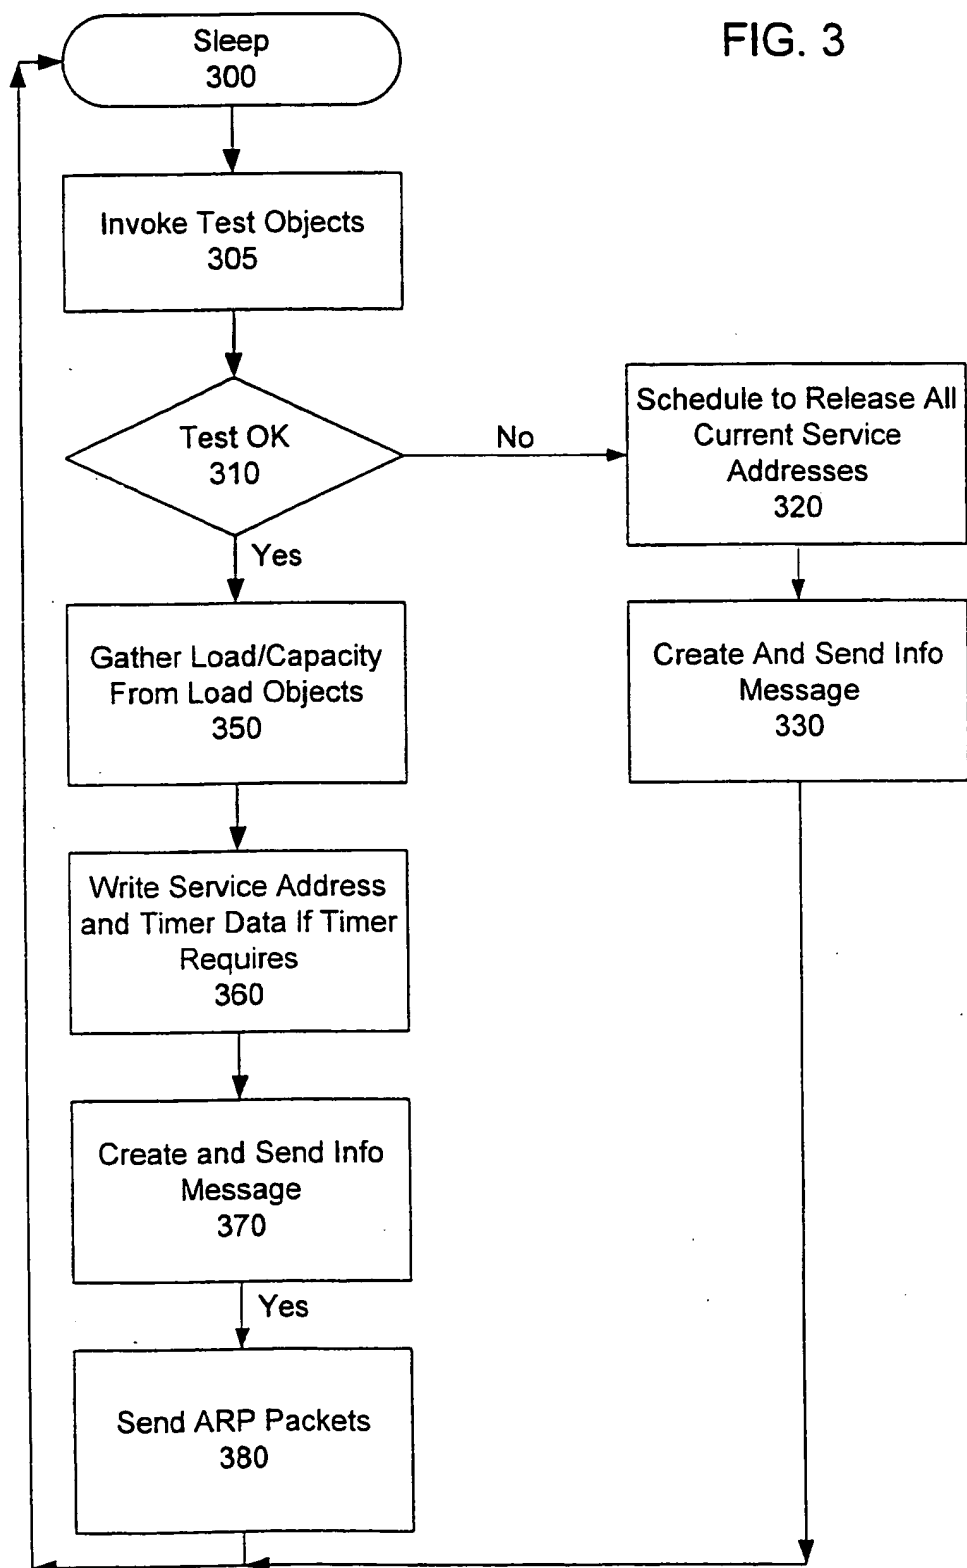 FIG. 3
Sleep
300
Invoke Test Objects
305
Test OK
310
No
Yes
Schedule to Release All
Current Service
Addresses
320
Create And Send Info
Message
330
Gather Load/Capacity
From Load Objects
350
Write Service Address
and Timer Data If Timer
Requires
360
Create and Send Info
Message
370
Yes
Send ARP Packets
380